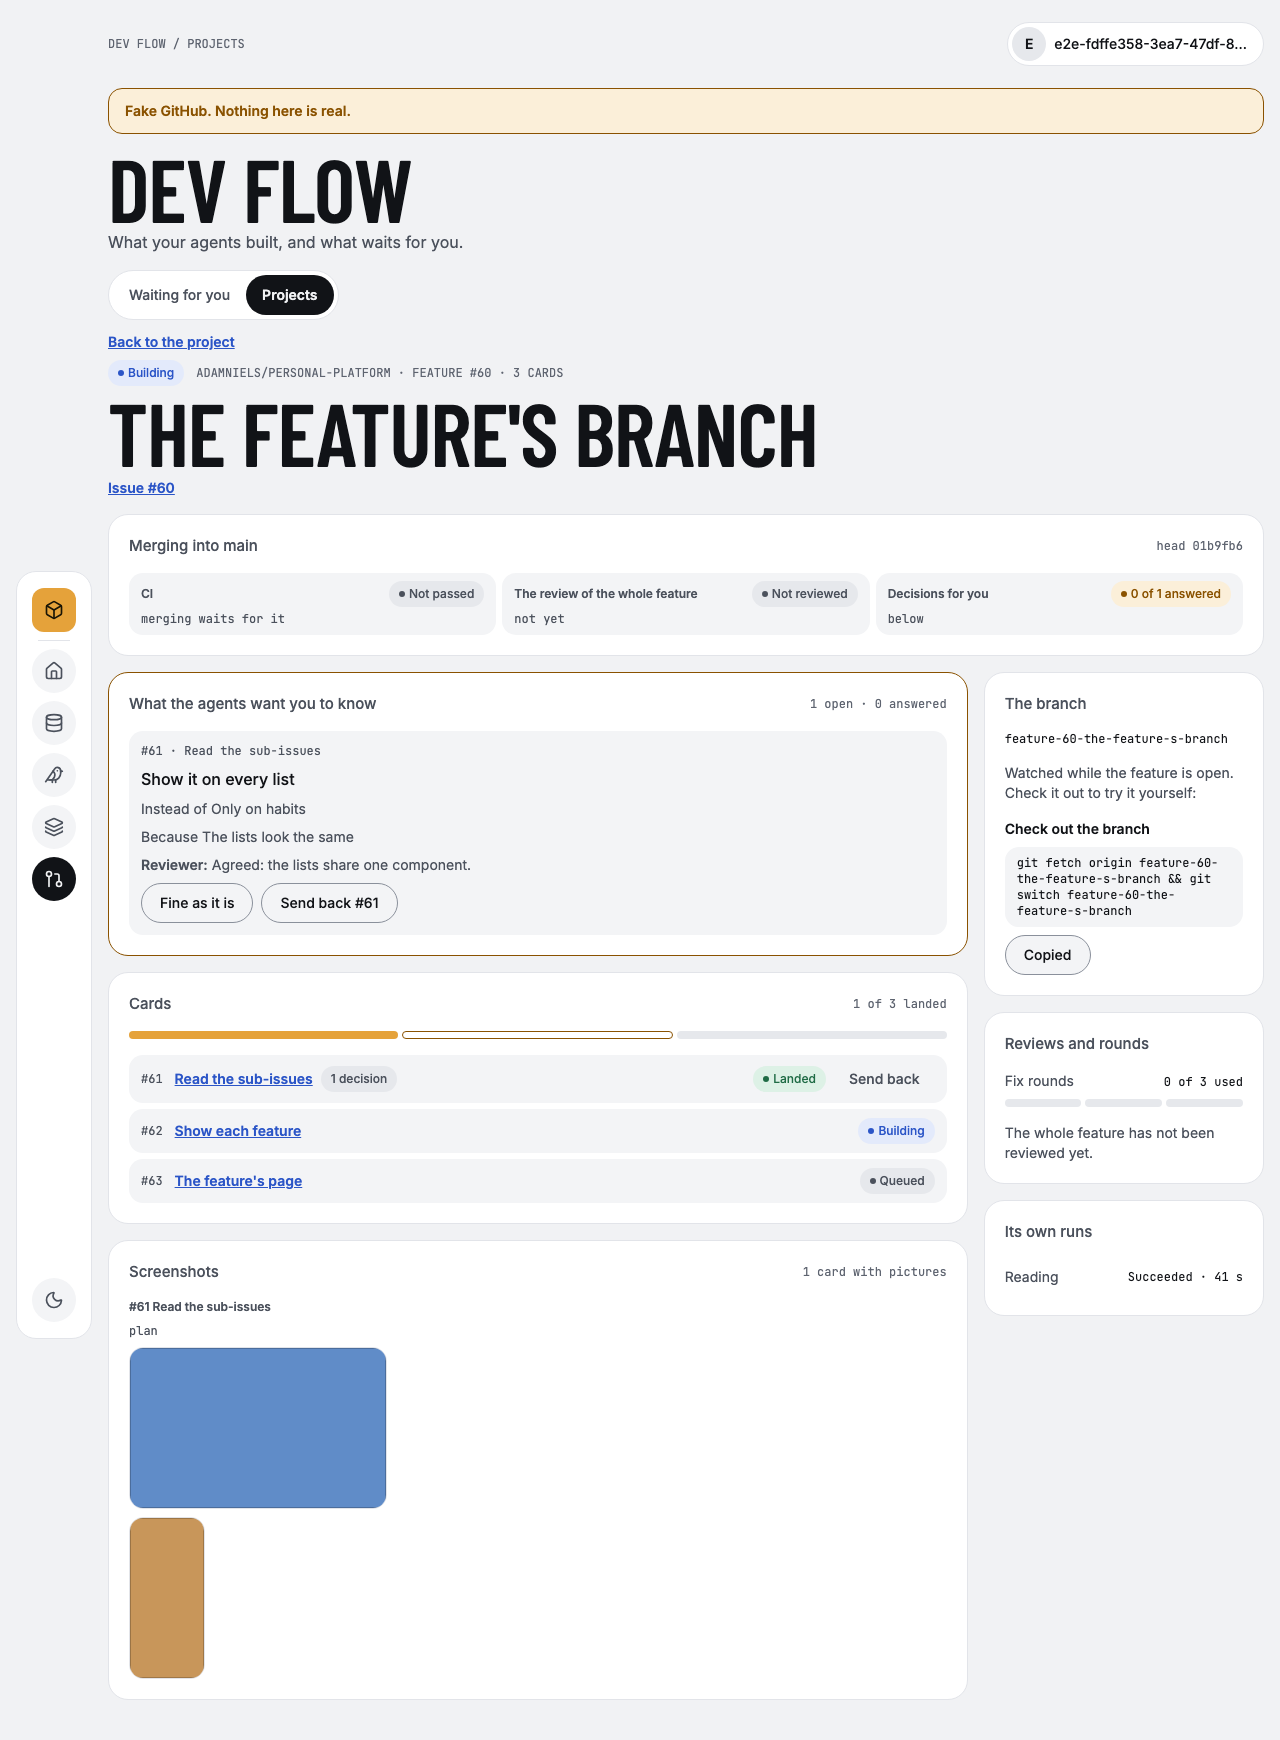 DEV FLOW / PROJECTS
E
e2e-fdffe358-3ea7-47df-8...
Fake GitHub. Nothing here is real.
DEV FLOW
What your agents built, and what waits for you.
Waiting for you
Projects
Back to the project
Building
ADAMNIELS/PERSONAL-PLATFORM · FEATURE #60 · 3 CARDS
THE FEATURE'S BRANCH
Issue #60
Merging into main
head 01b9fb6
CI
Not passed
merging waits for it
The review of the whole feature
Not reviewed
not yet
Decisions for you
0 of 1 answered
below
What the agents want you to know
1 open · 0 answered
#61 · Read the sub-issues
Show it on every list
Instead of Only on habits
Because The lists look the same
Reviewer: Agreed: the lists share one component.
Fine as it is
Send back #61
Cards
1 of 3 landed
#61 Read the sub-issues
1 decision
Landed
Send back
#62 Show each feature
Building
#63 The feature's page
Queued
Screenshots
1 card with pictures
#61 Read the sub-issues
plan
The branch
feature-60-the-feature-s-branch
Watched while the feature is open.
Check it out to try it yourself:
Check out the branch
git fetch origin feature-60-
the-feature-s-branch && git
switch feature-60-the-
feature-s-branch
Copied
Reviews and rounds
Fix rounds
0 of 3 used
The whole feature has not been
reviewed yet.
Its own runs
Reading
Succeeded · 41 s